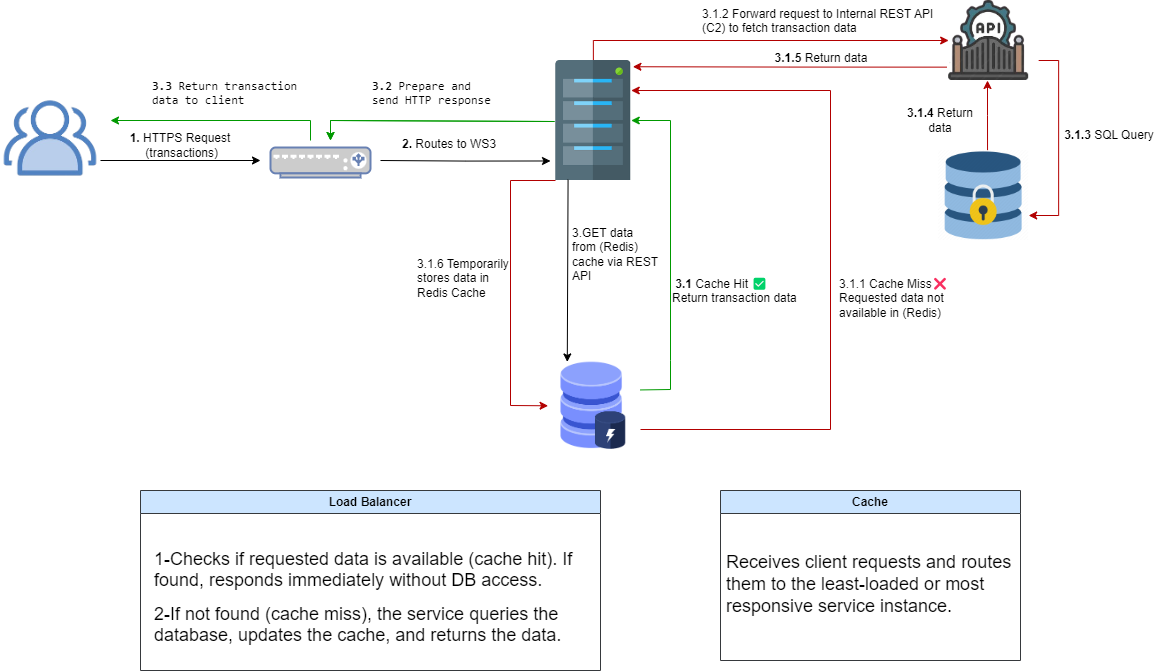 3.1.2 Forward request to Internal REST API
(C2) to fetch transaction data
API
3.1.5 Return data
3.3 Return transaction
data to client
3.2 Prepare and
send HTTP response
1. HTTPS Request
(transactions)
2. Routes to WS3
3.1.4 Return
data
3.1.3 SQL Query
3.GET data
from (Redis)
cache via REST
API
3.1.6 Temporarily
stores data in
Redis Cache
3.1 Cache Hit ✅
Return transaction data
3.1.1 Cache Miss❌
Requested data not
available in (Redis)
Load Balancer
1-Checks if requested data is available (cache hit). If
found, responds immediately without DB access.
2-If not found (cache miss), the service queries the
database, updates the cache, and returns the data.
Cache
Receives client requests and routes
them to the least-loaded or most
responsive service instance.